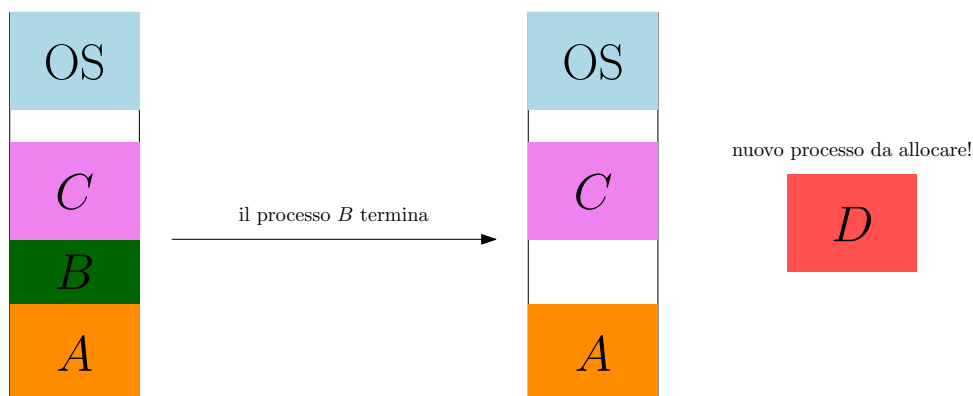 OS
C
B
A
il processo B termina
OS
C
A
nuovo processo da allocare!
D